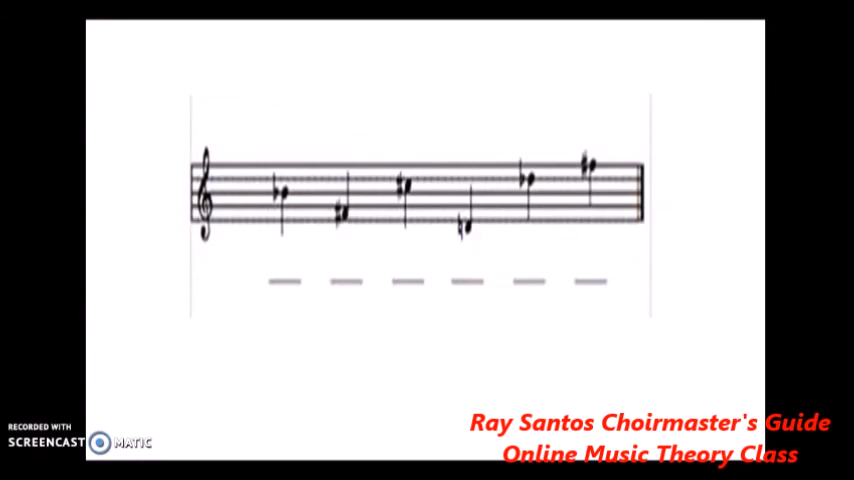 Ray Santos Choirmaster's Guide
RECORDED WITH
SCREENCAST MATIC
Online Music Theory Class